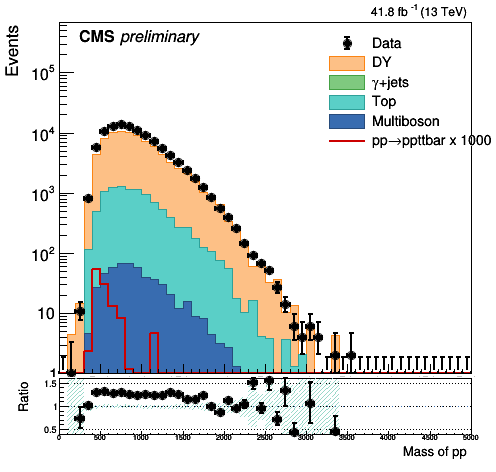 41.8 fb⁻¹ (13 TeV)
CMS preliminary
Events
10⁵
10⁴
10³
10²
10
1
Data
DY
γ+jets
Top
Multiboson
pp→ppttbar x 1000
Ratio
1.5
1
0.5
0 500 1000 1500 2000 2500 3000 3500 4000 4500 5000
Mass of pp